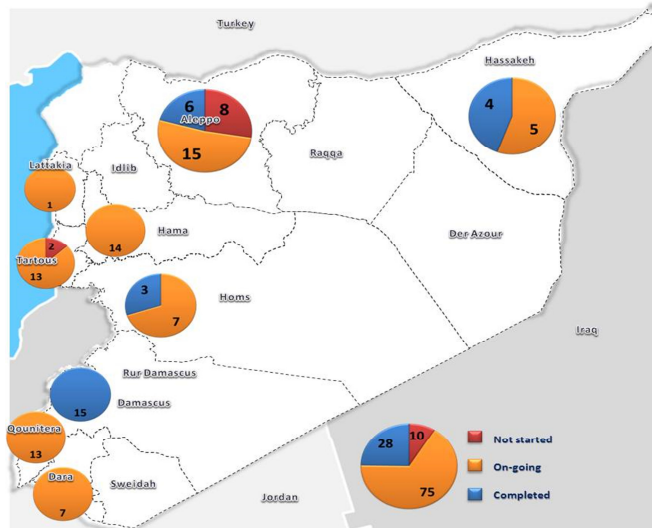 Turkey
Hassakeh
4
5
6
8
Aleppo
15
Raqqa
Idlib
Lattakia
1
Hama
14
Der Azour
2
Tartous
13
3
Homs
7
Iraq
Rur Damascus
Damascus
15
Qounitera
13
Dara
7
Sweidah
Jordan
28
10
75
Not started
On-going
Completed